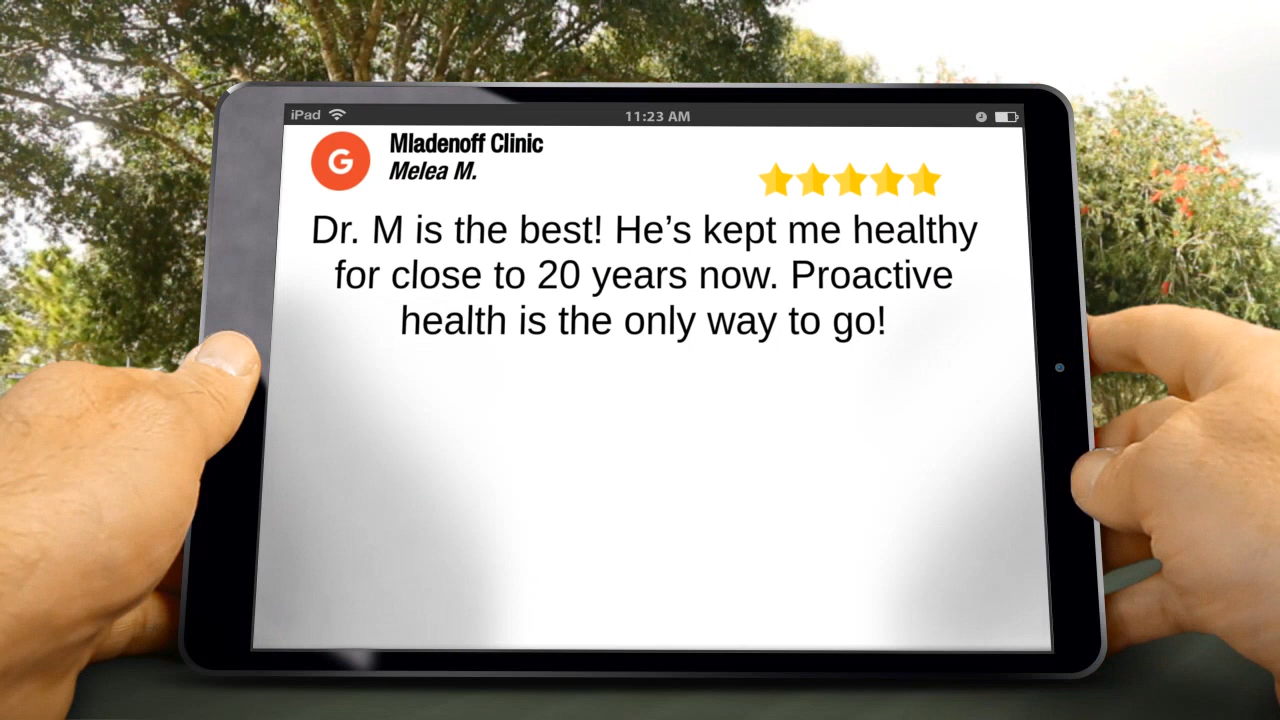 iPad 11:23 AM
G
Mladenoff Clinic
Melea M.
Dr. M is the best! He’s kept me healthy
for close to 20 years now. Proactive
health is the only way to go!